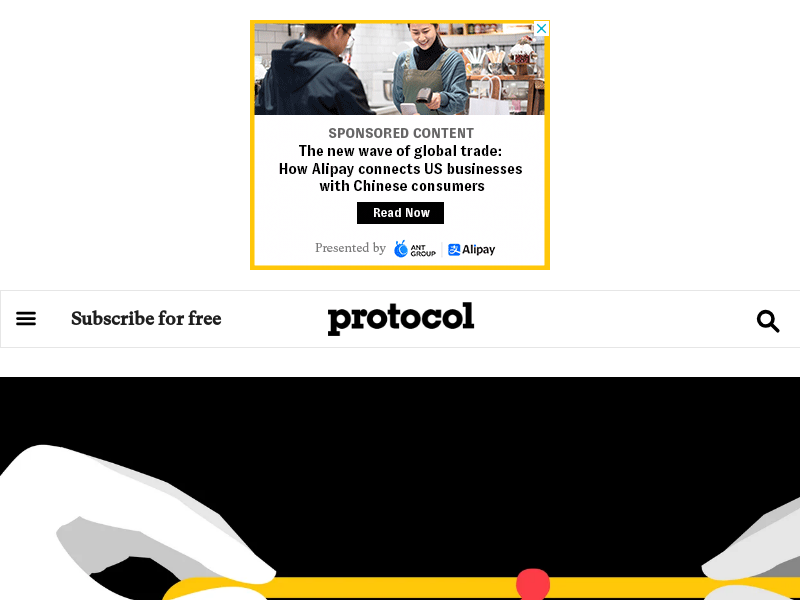 SPONSORED CONTENT
The new wave of global trade:
How Alipay connects US businesses
with Chinese consumers
Read Now
Presented by
ANT
GROUP
支 Alipay
Subscribe for free
protocol